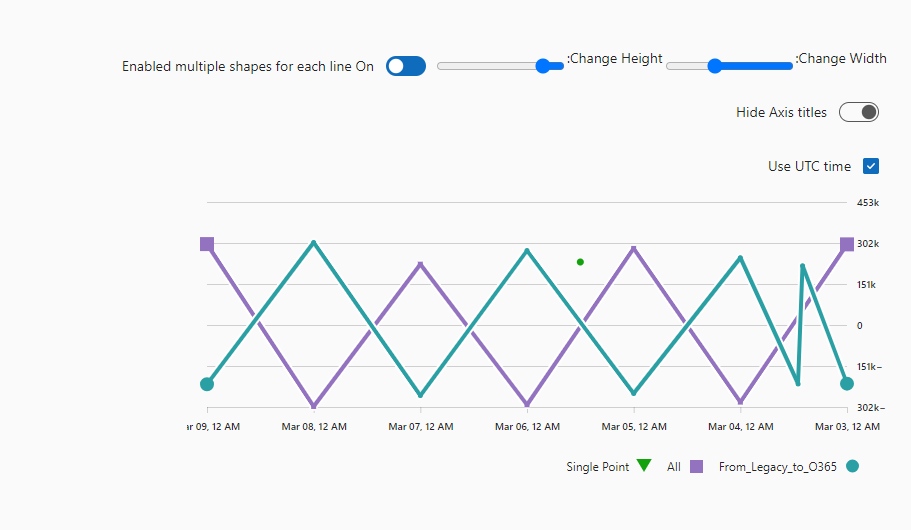 Enabled multiple shapes for each line On
:Change Height
:Change Width
Hide Axis titles
Use UTC time
453k
302k
151k
0
151k−
302k−
ar 09, 12 AM
Mar 08, 12 AM
Mar 07, 12 AM
Mar 06, 12 AM
Mar 05, 12 AM
Mar 04, 12 AM
Mar 03, 12 AM
Single Point
All
From_Legacy_to_O365